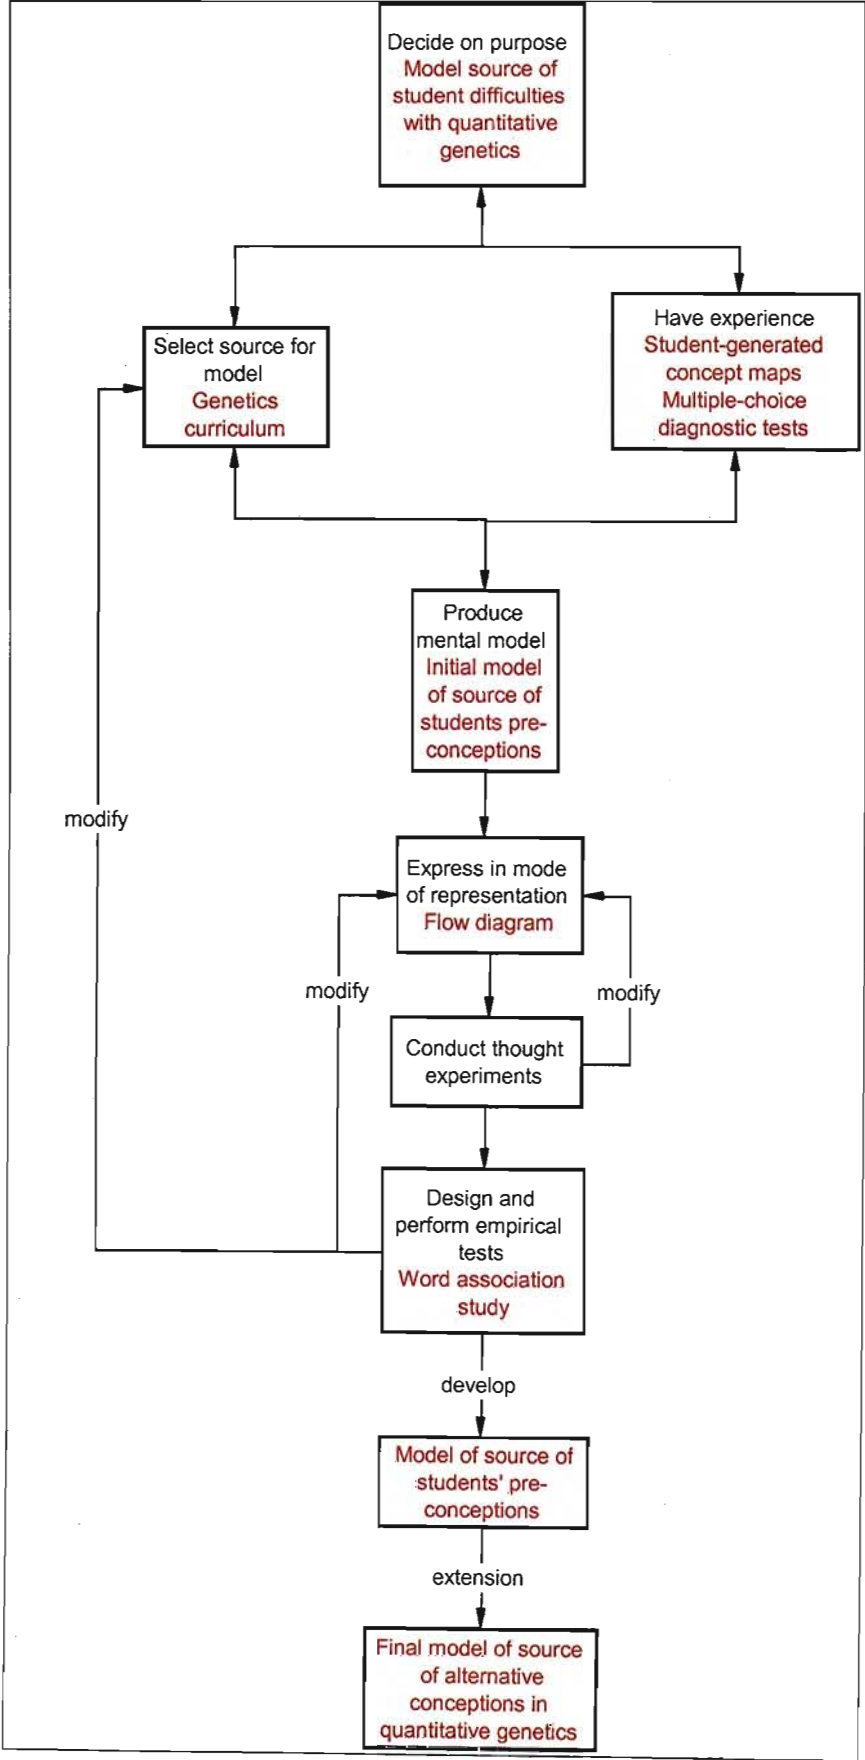 Decide on purpose
Model source of
student difficulties
with quantitative
genetics
Select source for
model
Genetics
curriculum
Have experience
Student-generated
concept maps
Multiple-choice
diagnostic tests
Produce
mental model
Initial model
of source of
students pre-
conceptions
modify
Express in mode
of representation
Flow diagram
modify
modify
Conduct thought
experiments
Design and
perform empirical
tests
Word association
study
develop
Model of source of
students' pre-
conceptions
extension
Final model of source
of alternative
conceptions in
quantitative genetics